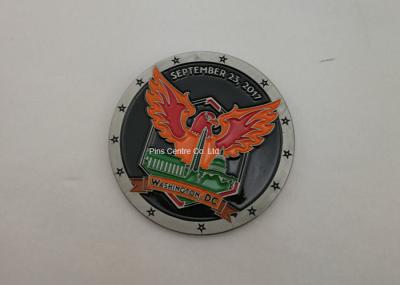 SEPTEMBER 23, 2017
Pins Centre Co. Ltd.
WASHINGTON, DC